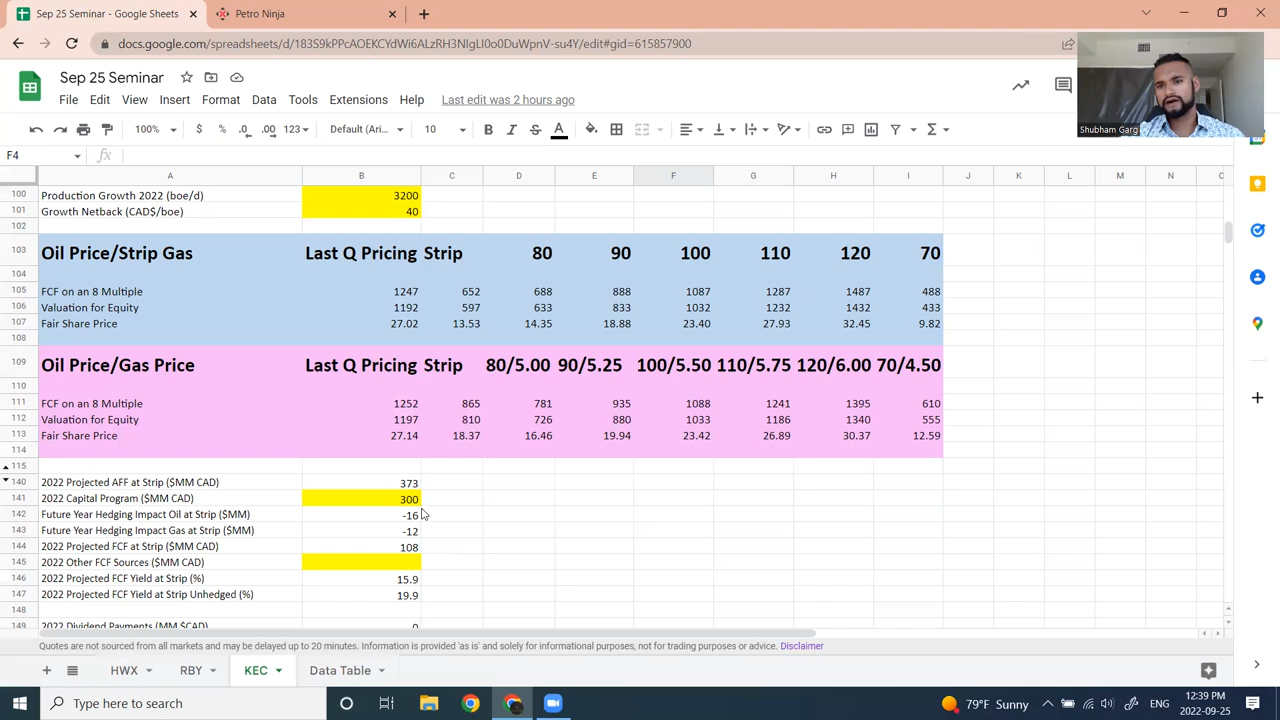 Sep 25 Seminar - Google Sheets
Petro Ninja
docs.google.com/spreadsheets/d/183S9kPPcAOEKCYdWi6ALzRH3NIgLI0o0DuWpnV-su4Y/edit#gid=615857900
Sep 25 Seminar
File Edit View Insert Format Data Tools Extensions Help Last edit was 2 hours ago
100% $ % .0 .00 123 Default (Ari... 10 B I S A
Shubham Garg
F4 fx
A B C D E F G H I J K L M N O
100 Production Growth 2022 (boe/d) 3200
101 Growth Netback (CAD$/boe) 40
102
103 Oil Price/Strip Gas Last Q Pricing Strip 80 90 100 110 120 70
104
105 FCF on an 8 Multiple 1247 652 688 888 1087 1287 1487 488
106 Valuation for Equity 1192 597 633 833 1032 1232 1432 433
107 Fair Share Price 27.02 13.53 14.35 18.88 23.40 27.93 32.45 9.82
108
109 Oil Price/Gas Price Last Q Pricing Strip 80/5.00 90/5.25 100/5.50 110/5.75 120/6.00 70/4.50
110
111 FCF on an 8 Multiple 1252 865 781 935 1088 1241 1395 610
112 Valuation for Equity 1197 810 726 880 1033 1186 1340 555
113 Fair Share Price 27.14 18.37 16.46 19.94 23.42 26.89 30.37 12.59
114
115
140 2022 Projected AFF at Strip ($MM CAD) 373
141 2022 Capital Program ($MM CAD) 300
142 Future Year Hedging Impact Oil at Strip ($MM) -16
143 Future Year Hedging Impact Gas at Strip ($MM) -12
144 2022 Projected FCF at Strip ($MM CAD) 108
145 2022 Other FCF Sources ($MM CAD)
146 2022 Projected FCF Yield at Strip (%) 15.9
147 2022 Projected FCF Yield at Strip Unhedged (%) 19.9
148
149 2022 Dividend Payments (MM $CAD) 0
Quotes are not sourced from all markets and may be delayed up to 20 minutes. Information is provided 'as is' and solely for informational purposes, not for trading purposes or advice. Disclaimer
HWX RBY KEC Data Table
Type here to search
79°F Sunny
ENG
12:39 PM
2022-09-25